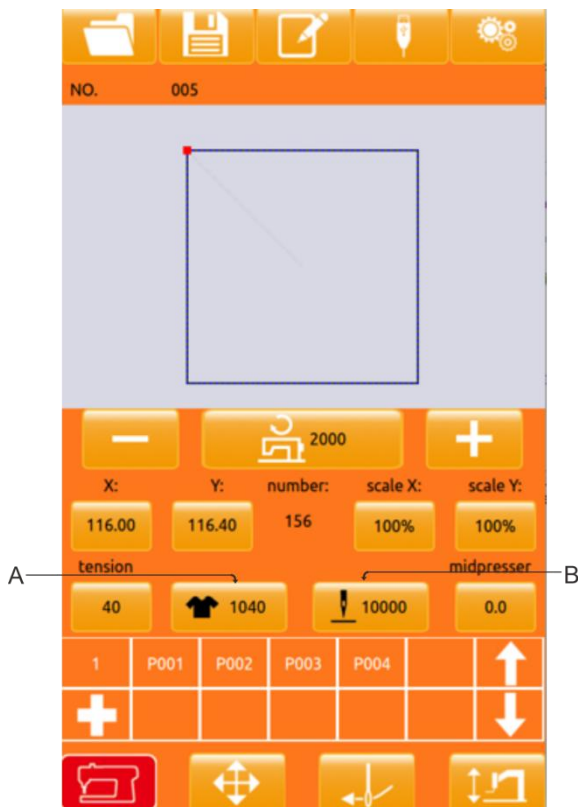 NO. 005
2000
X: Y: number: scale X: scale Y:
116.00 116.40 156 100% 100%
tension midpresser
A B
40 1040 10000 0.0
1 P001 P002 P003 P004